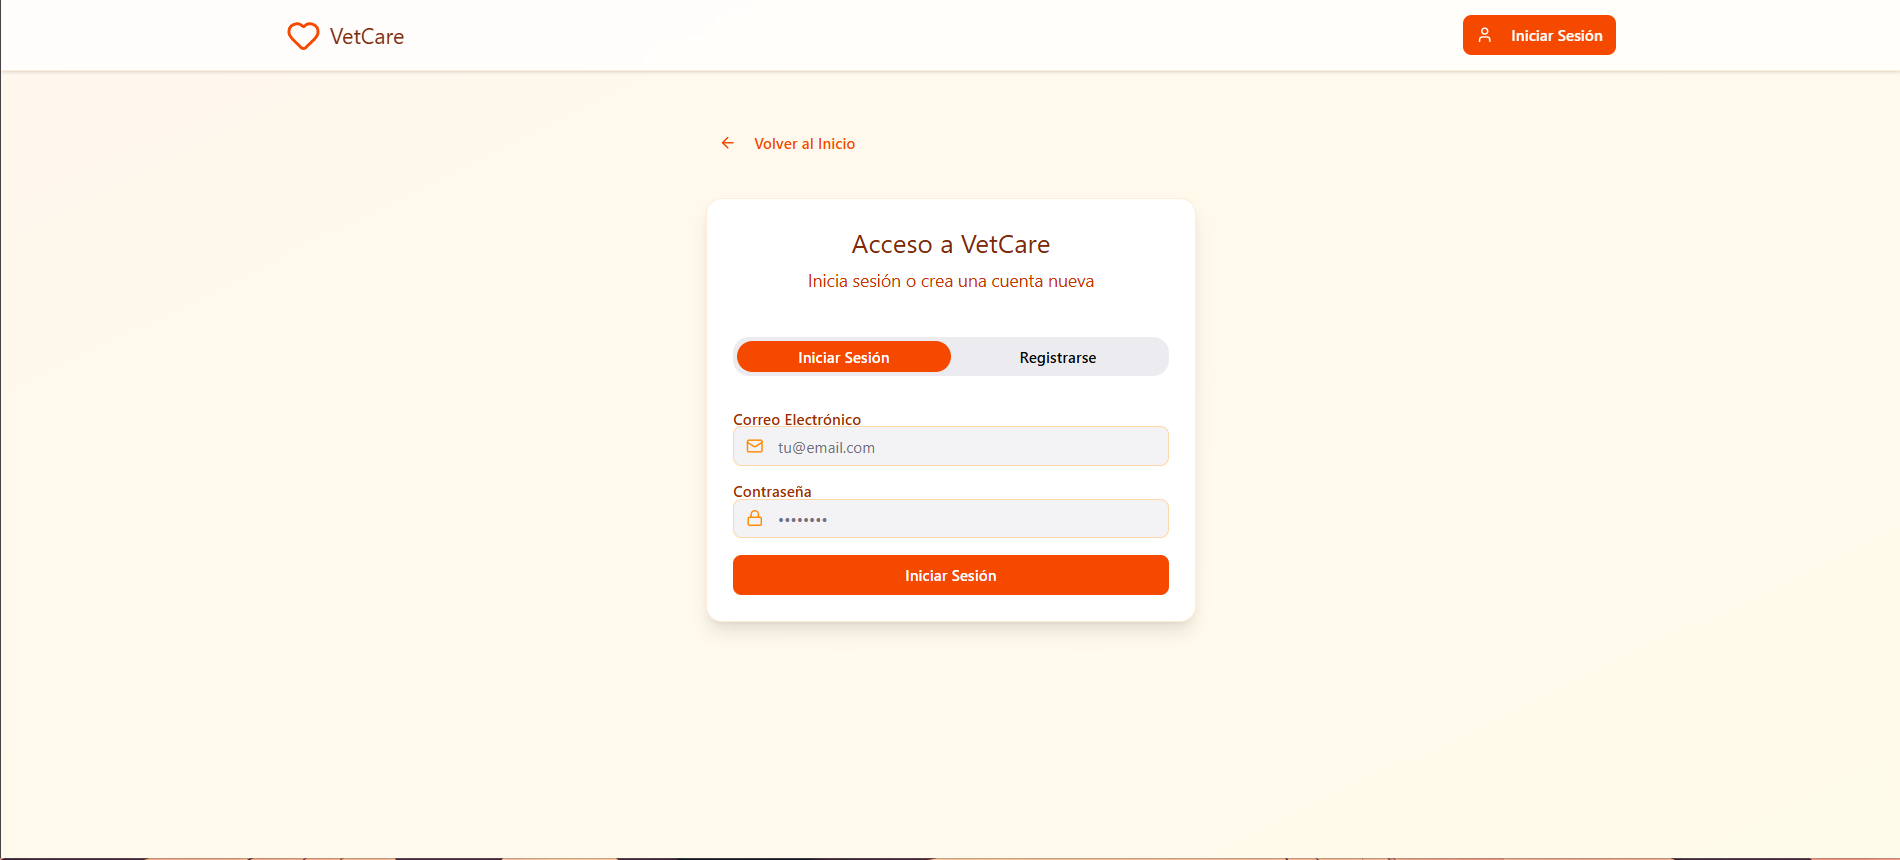 VetCare
Iniciar Sesión
Volver al Inicio
Acceso a VetCare
Inicia sesión o crea una cuenta nueva
Iniciar Sesión
Registrarse
Correo Electrónico
tu@email.com
Contraseña
••••••••
Iniciar Sesión